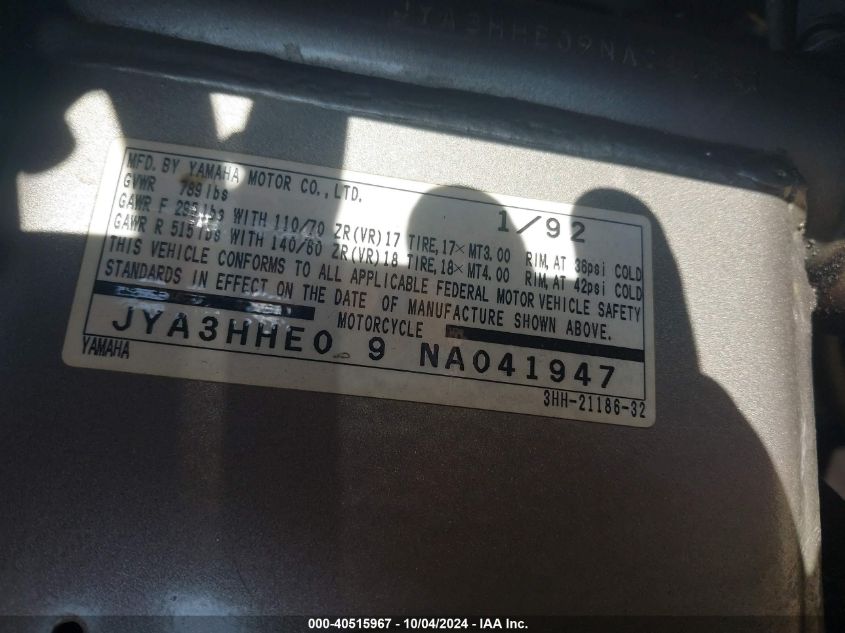 JYA3HHE09NA
MFD. BY YAMAHA MOTOR CO., LTD.
1/92
GVWR 789 lbs
GAWR F 295 lbs WITH 110/70 ZR(VR)17 TIRE, 17× MT3.00 RIM, AT 36psi COLD
GAWR R 515 lbs WITH 140/60 ZR(VR)18 TIRE, 18× MT4.00 RIM, AT 42psi COLD
THIS VEHICLE CONFORMS TO ALL APPLICABLE FEDERAL MOTOR VEHICLE SAFETY
STANDARDS IN EFFECT ON THE DATE OF MANUFACTURE SHOWN ABOVE.
MOTORCYCLE
JYA3HHE0 9 NA041947
YAMAHA
3HH-21186-32
000-40515967 - 10/04/2024 - IAA Inc.